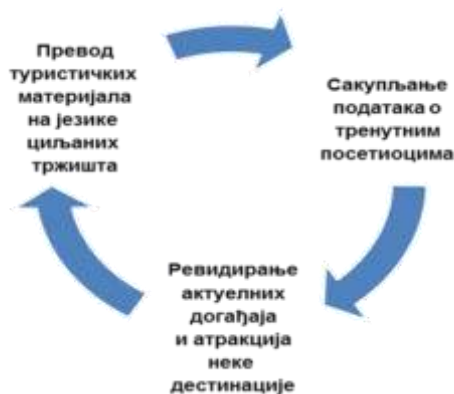 Превод
туристичких
материјала
на језике
циљаних
тржишта
Сакупљање
података о
тренутним
посетиоцима
Ревидирање
актуелних
догађаја
и атракција
неке
дестинације